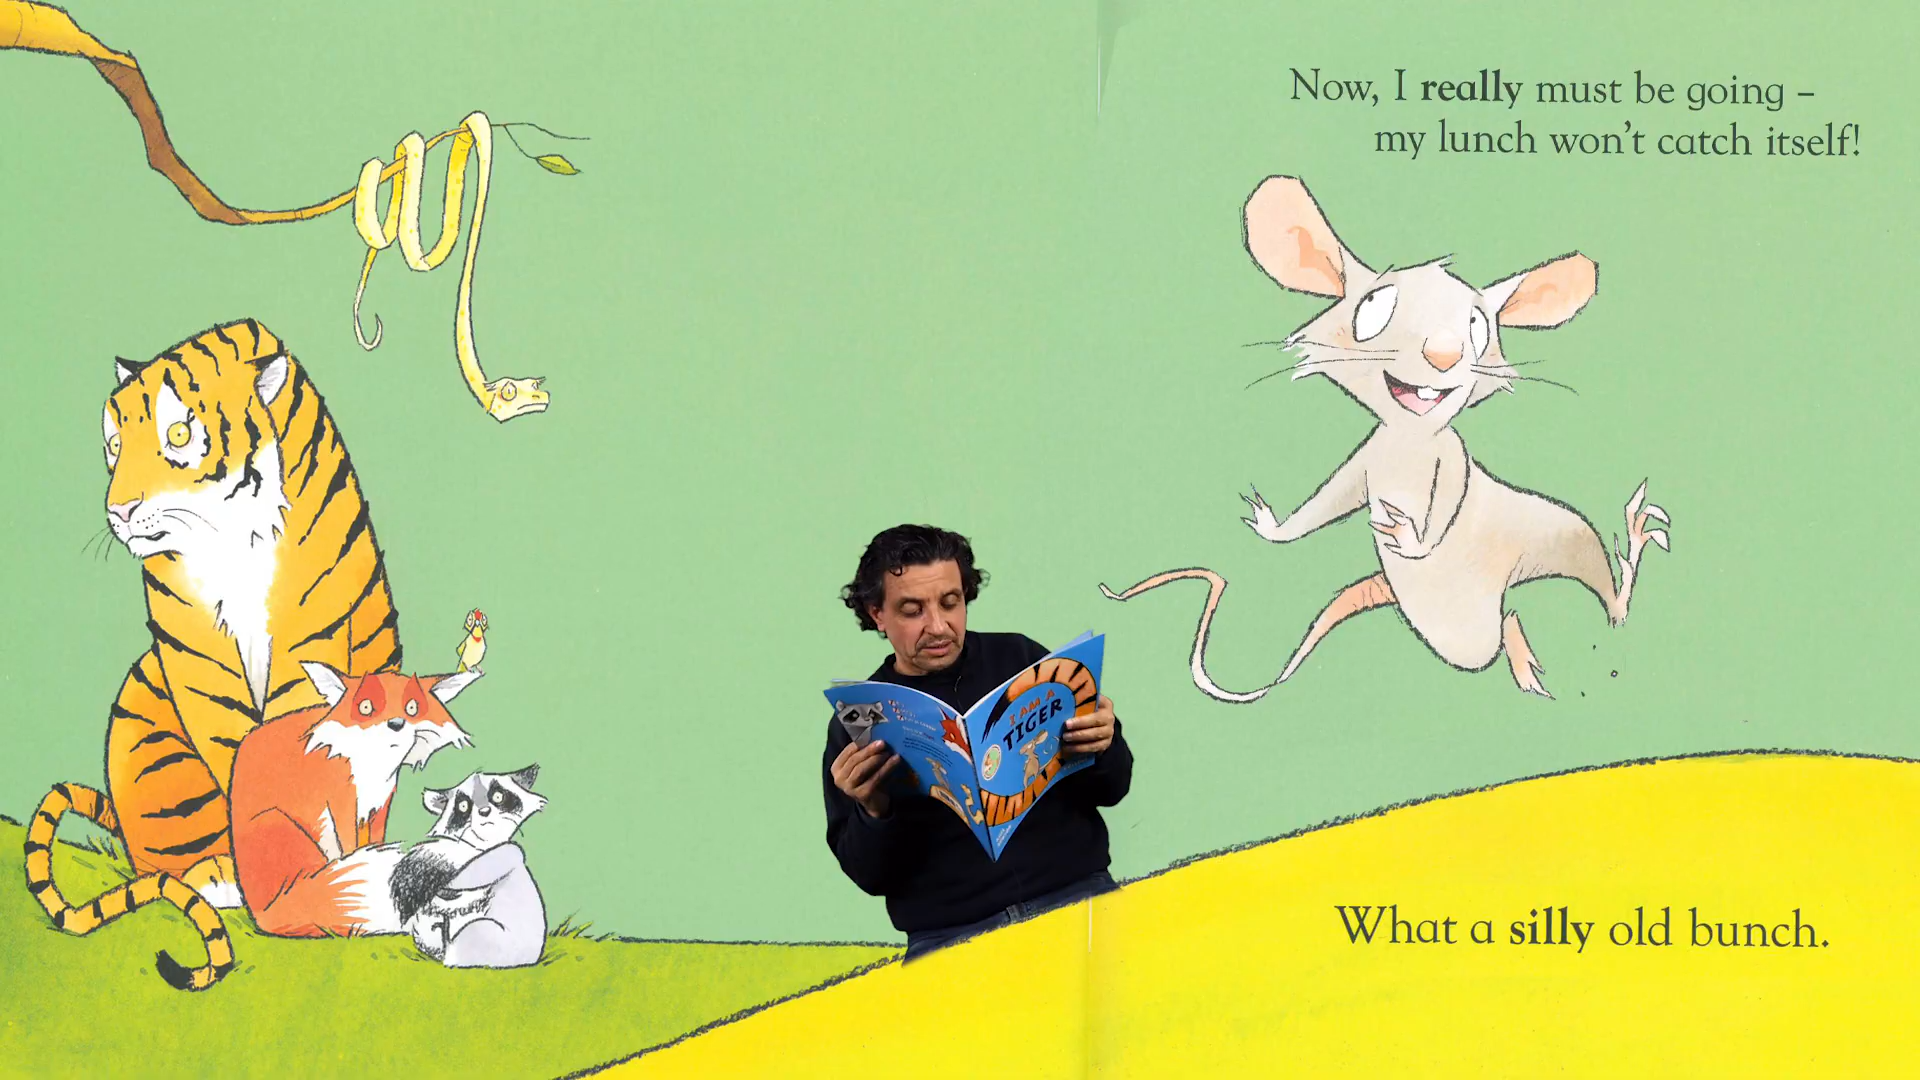 Now, I really must be going –
my lunch won't catch itself!
I AM A
TIGER
What a silly old bunch.